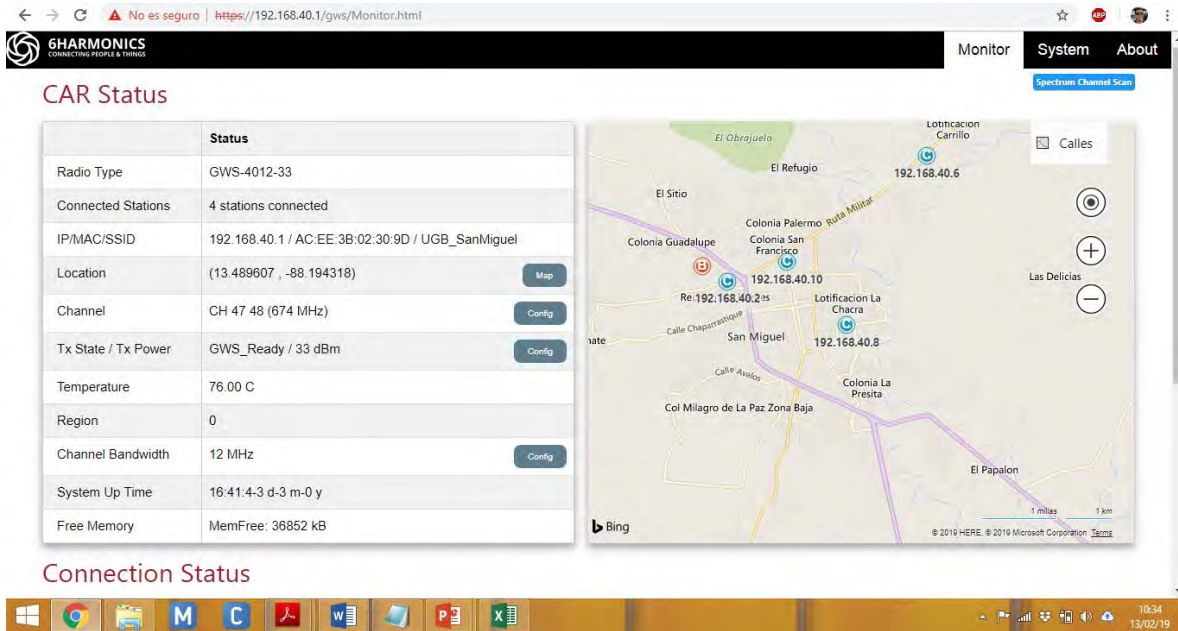 No es seguro | https://192.168.40.1/gws/Monitor.html
ABP
6HARMONICS
CONNECTING PEOPLE & THINGS
Monitor System About
Spectrum Channel Scan
CAR Status
Status
Radio Type GWS-4012-33
Connected Stations 4 stations connected
IP/MAC/SSID 192.168.40.1 / AC:EE:3B:02:30:9D / UGB_SanMiguel
Location (13.489607 , -88.194318) Map
Channel CH 47 48 (674 MHz) Config
Tx State / Tx Power GWS_Ready / 33 dBm Config
Temperature 76.00 C
Region 0
Channel Bandwidth 12 MHz Config
System Up Time 16:41:4-3 d-3 m-0 y
Free Memory MemFree: 36852 kB
El Obrajuelo
Lotificacion
Carrillo
Calles
C
192.168.40.6
El Refugio
El Sitio
Ruta Militar
Colonia Palermo
Colonia Guadalupe
Colonia San
Francisco
B
C
C
192.168.40.10
Las Delicias
Re 192.168.40.2 es
Lotificacion La
Chacra
C
Calle Chaparrastique
San Miguel
192.168.40.8
nate
Calle Avalos
Colonia La
Presita
Col Milagro de La Paz Zona Baja
El Papalon
1 millas 1 km
Bing
© 2019 HERE, © 2019 Microsoft Corporation Terms
Connection Status
M C W P X
10:34
13/02/19